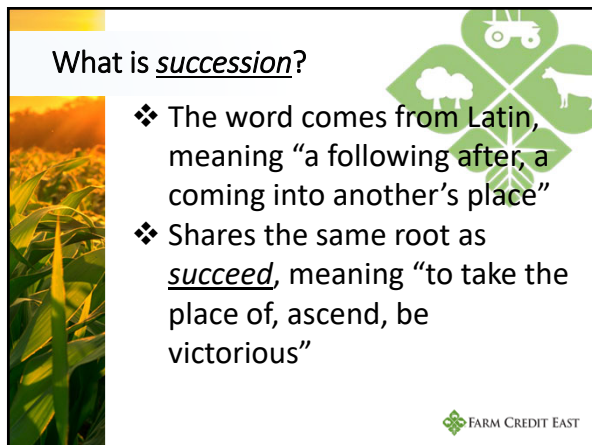 What is succession?
❖ The word comes from Latin,
meaning “a following after, a
coming into another’s place”
❖ Shares the same root as
succeed, meaning “to take the
place of, ascend, be
victorious”
FARM CREDIT EAST